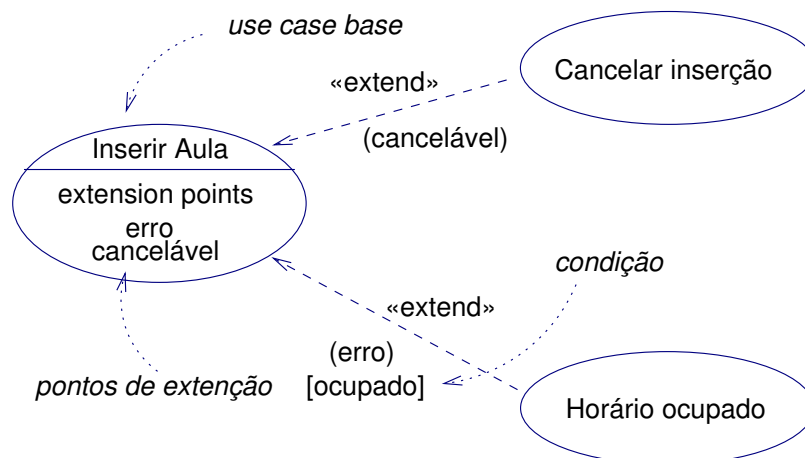 use case base
Cancelar inserção
«extend»
(cancelável)
Inserir Aula
extension points
erro
cancelável
condição
«extend»
(erro)
[ocupado]
pontos de extenção
Horário ocupado